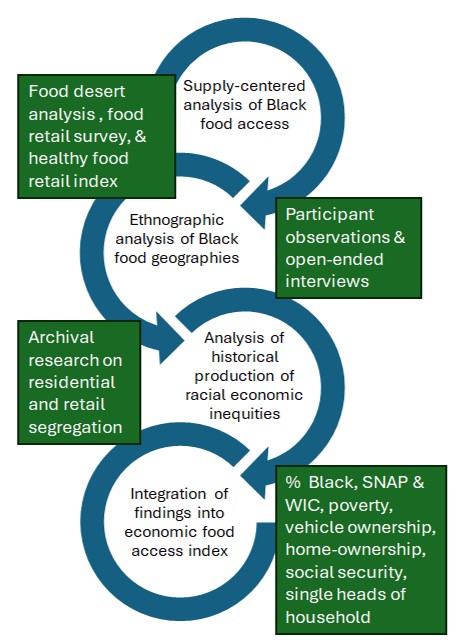 Supply-centered
analysis of Black
food access
Food desert
analysis , food
retail survey, &
healthy food
retail index
Ethnographic
analysis of Black
food geographies
Participant
observations &
open-ended
interviews
Analysis of
historical
production of
racial economic
inequities
Archival
research on
residential
and retail
segregation
Integration of
findings into
economic food
access index
% Black, SNAP &
WIC, poverty,
vehicle ownership,
home-ownership,
social security,
single heads of
household